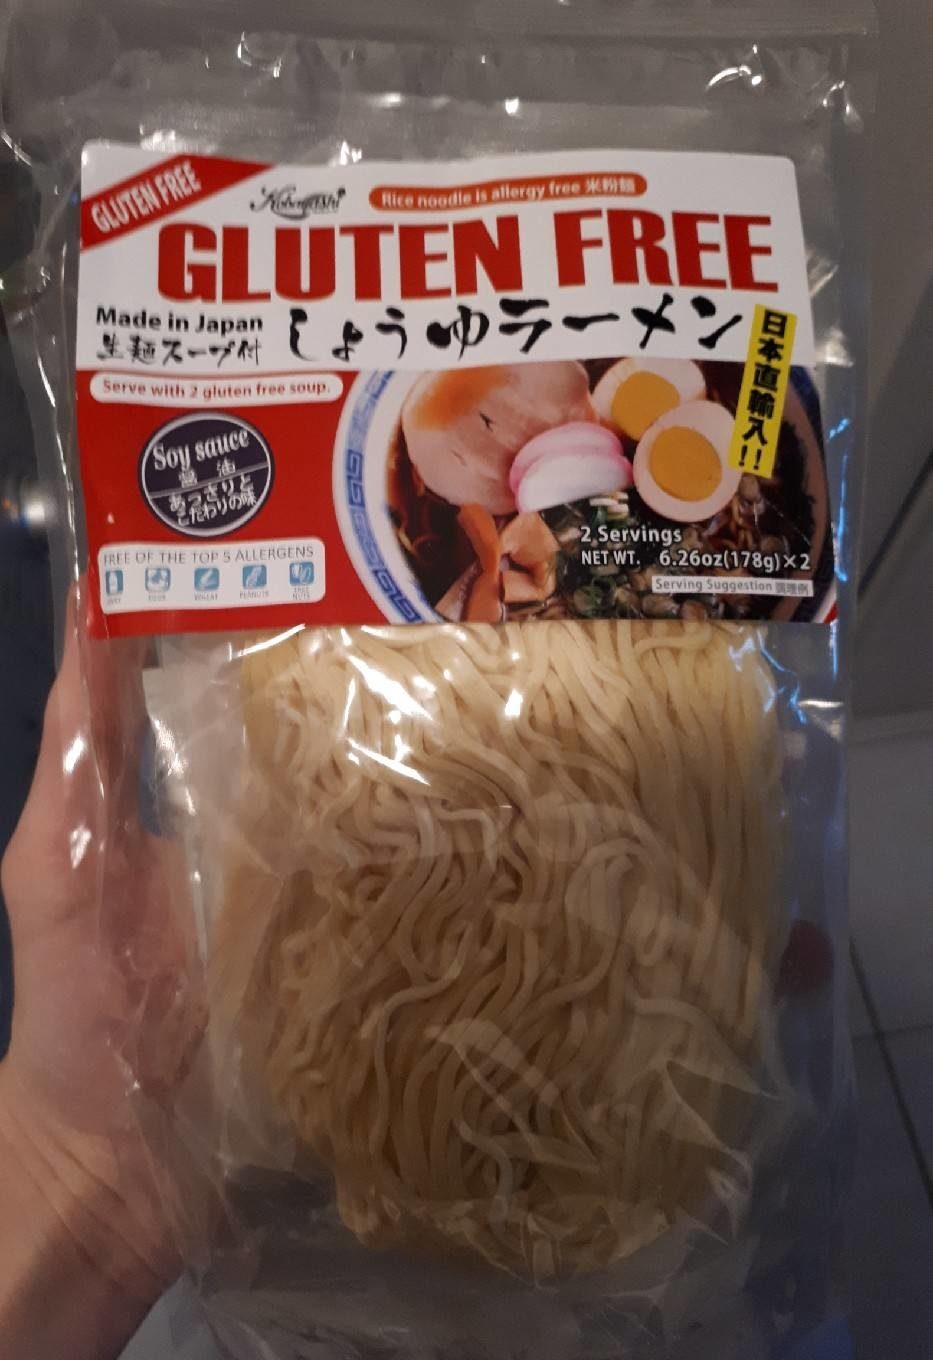 GLUTEN FREE
Kobayashi
Rice noodle is allergy free 米粉麺
GLUTEN FREE
Made in Japan
生麺スープ付
しょうゆラーメン
日本直輸入!!
Serve with 2 gluten free soup.
Soy sauce
醤油
あっさりと
こだわりの味
FREE OF THE TOP 5 ALLERGENS
EGGS
WHEAT
PEANUTS
TREE
NUTS
2 Servings
NET WT. 6.26oz(178g)×2
Serving Suggestion 調理例